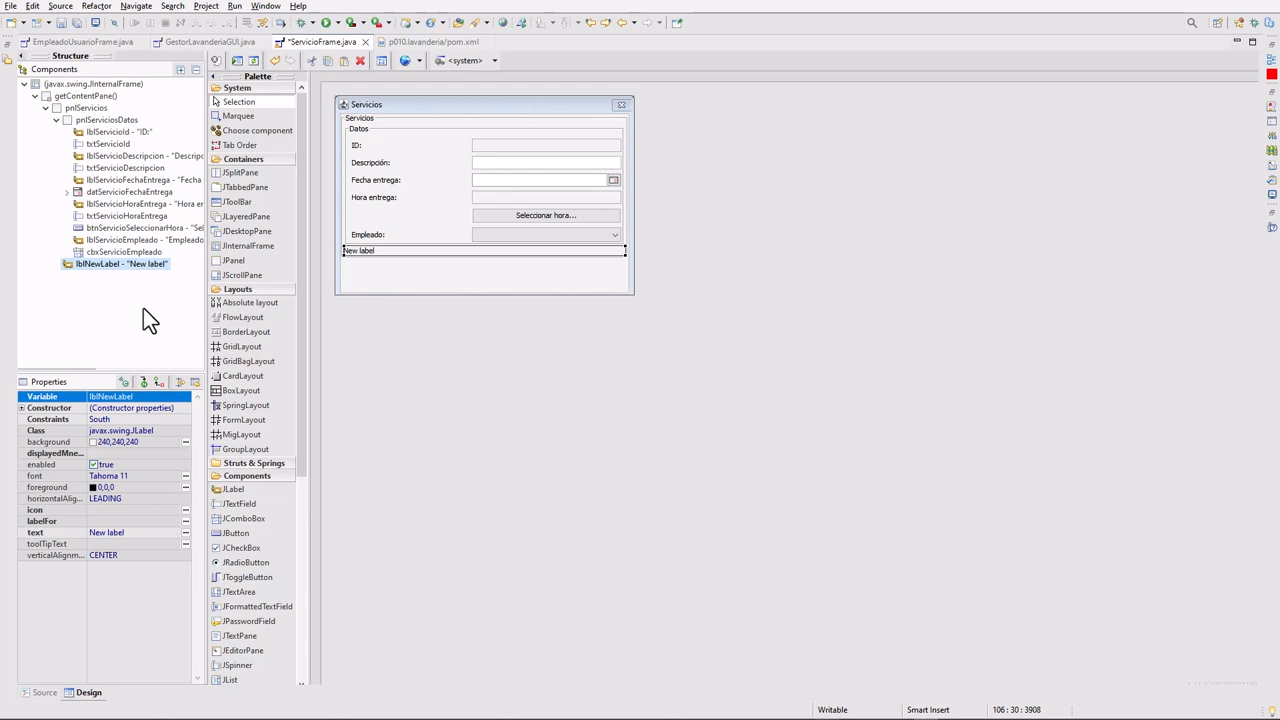 File Edit Source Refactor Navigate Search Project Run Window Help
EmpleadoUsuarioFrame.java GestorLavanderiaGUI.java *ServicioFrame.java p010.lavanderia/pom.xml
Structure
Components
(javax.swing.JInternalFrame)
getContentPane()
pnlServicios
pnlServiciosDatos
lblServicioId - "ID:"
txtServicioId
lblServicioDescripcion - "Descripc
txtServicioDescripcion
lblServicioFechaEntrega - "Fecha
datServicioFechaEntrega
lblServicioHoraEntrega - "Hora en
txtServicioHoraEntrega
btnServicioSeleccionarHora - "Sel
lblServicioEmpleado - "Empleado
cbxServicioEmpleado
lblNewLabel - "New label"
Properties
Variable lblNewLabel
Constructor (Constructor properties)
Constraints South
Class javax.swing.JLabel
background 240,240,240
displayedMne...
enabled true
font Tahoma 11
foreground 0,0,0
horizontalAlig... LEADING
icon
labelFor
text New label
toolTipText
verticalAlignm... CENTER
Source Design
<system>
Palette
System
Selection
Marquee
Choose component
Tab Order
Containers
JSplitPane
JTabbedPane
JToolBar
JLayeredPane
JDesktopPane
JInternalFrame
JPanel
JScrollPane
Layouts
Absolute layout
FlowLayout
BorderLayout
GridLayout
GridBagLayout
CardLayout
BoxLayout
SpringLayout
FormLayout
MigLayout
GroupLayout
Struts & Springs
Components
JLabel
JTextField
JComboBox
JButton
JCheckBox
JRadioButton
JToggleButton
JTextArea
JFormattedTextField
JPasswordField
JTextPane
JEditorPane
JSpinner
JList
Servicios
Servicios
Datos
ID:
Descripción:
Fecha entrega:
Hora entrega:
Seleccionar hora...
Empleado:
New label
Writable Smart Insert 106 : 30 : 3908